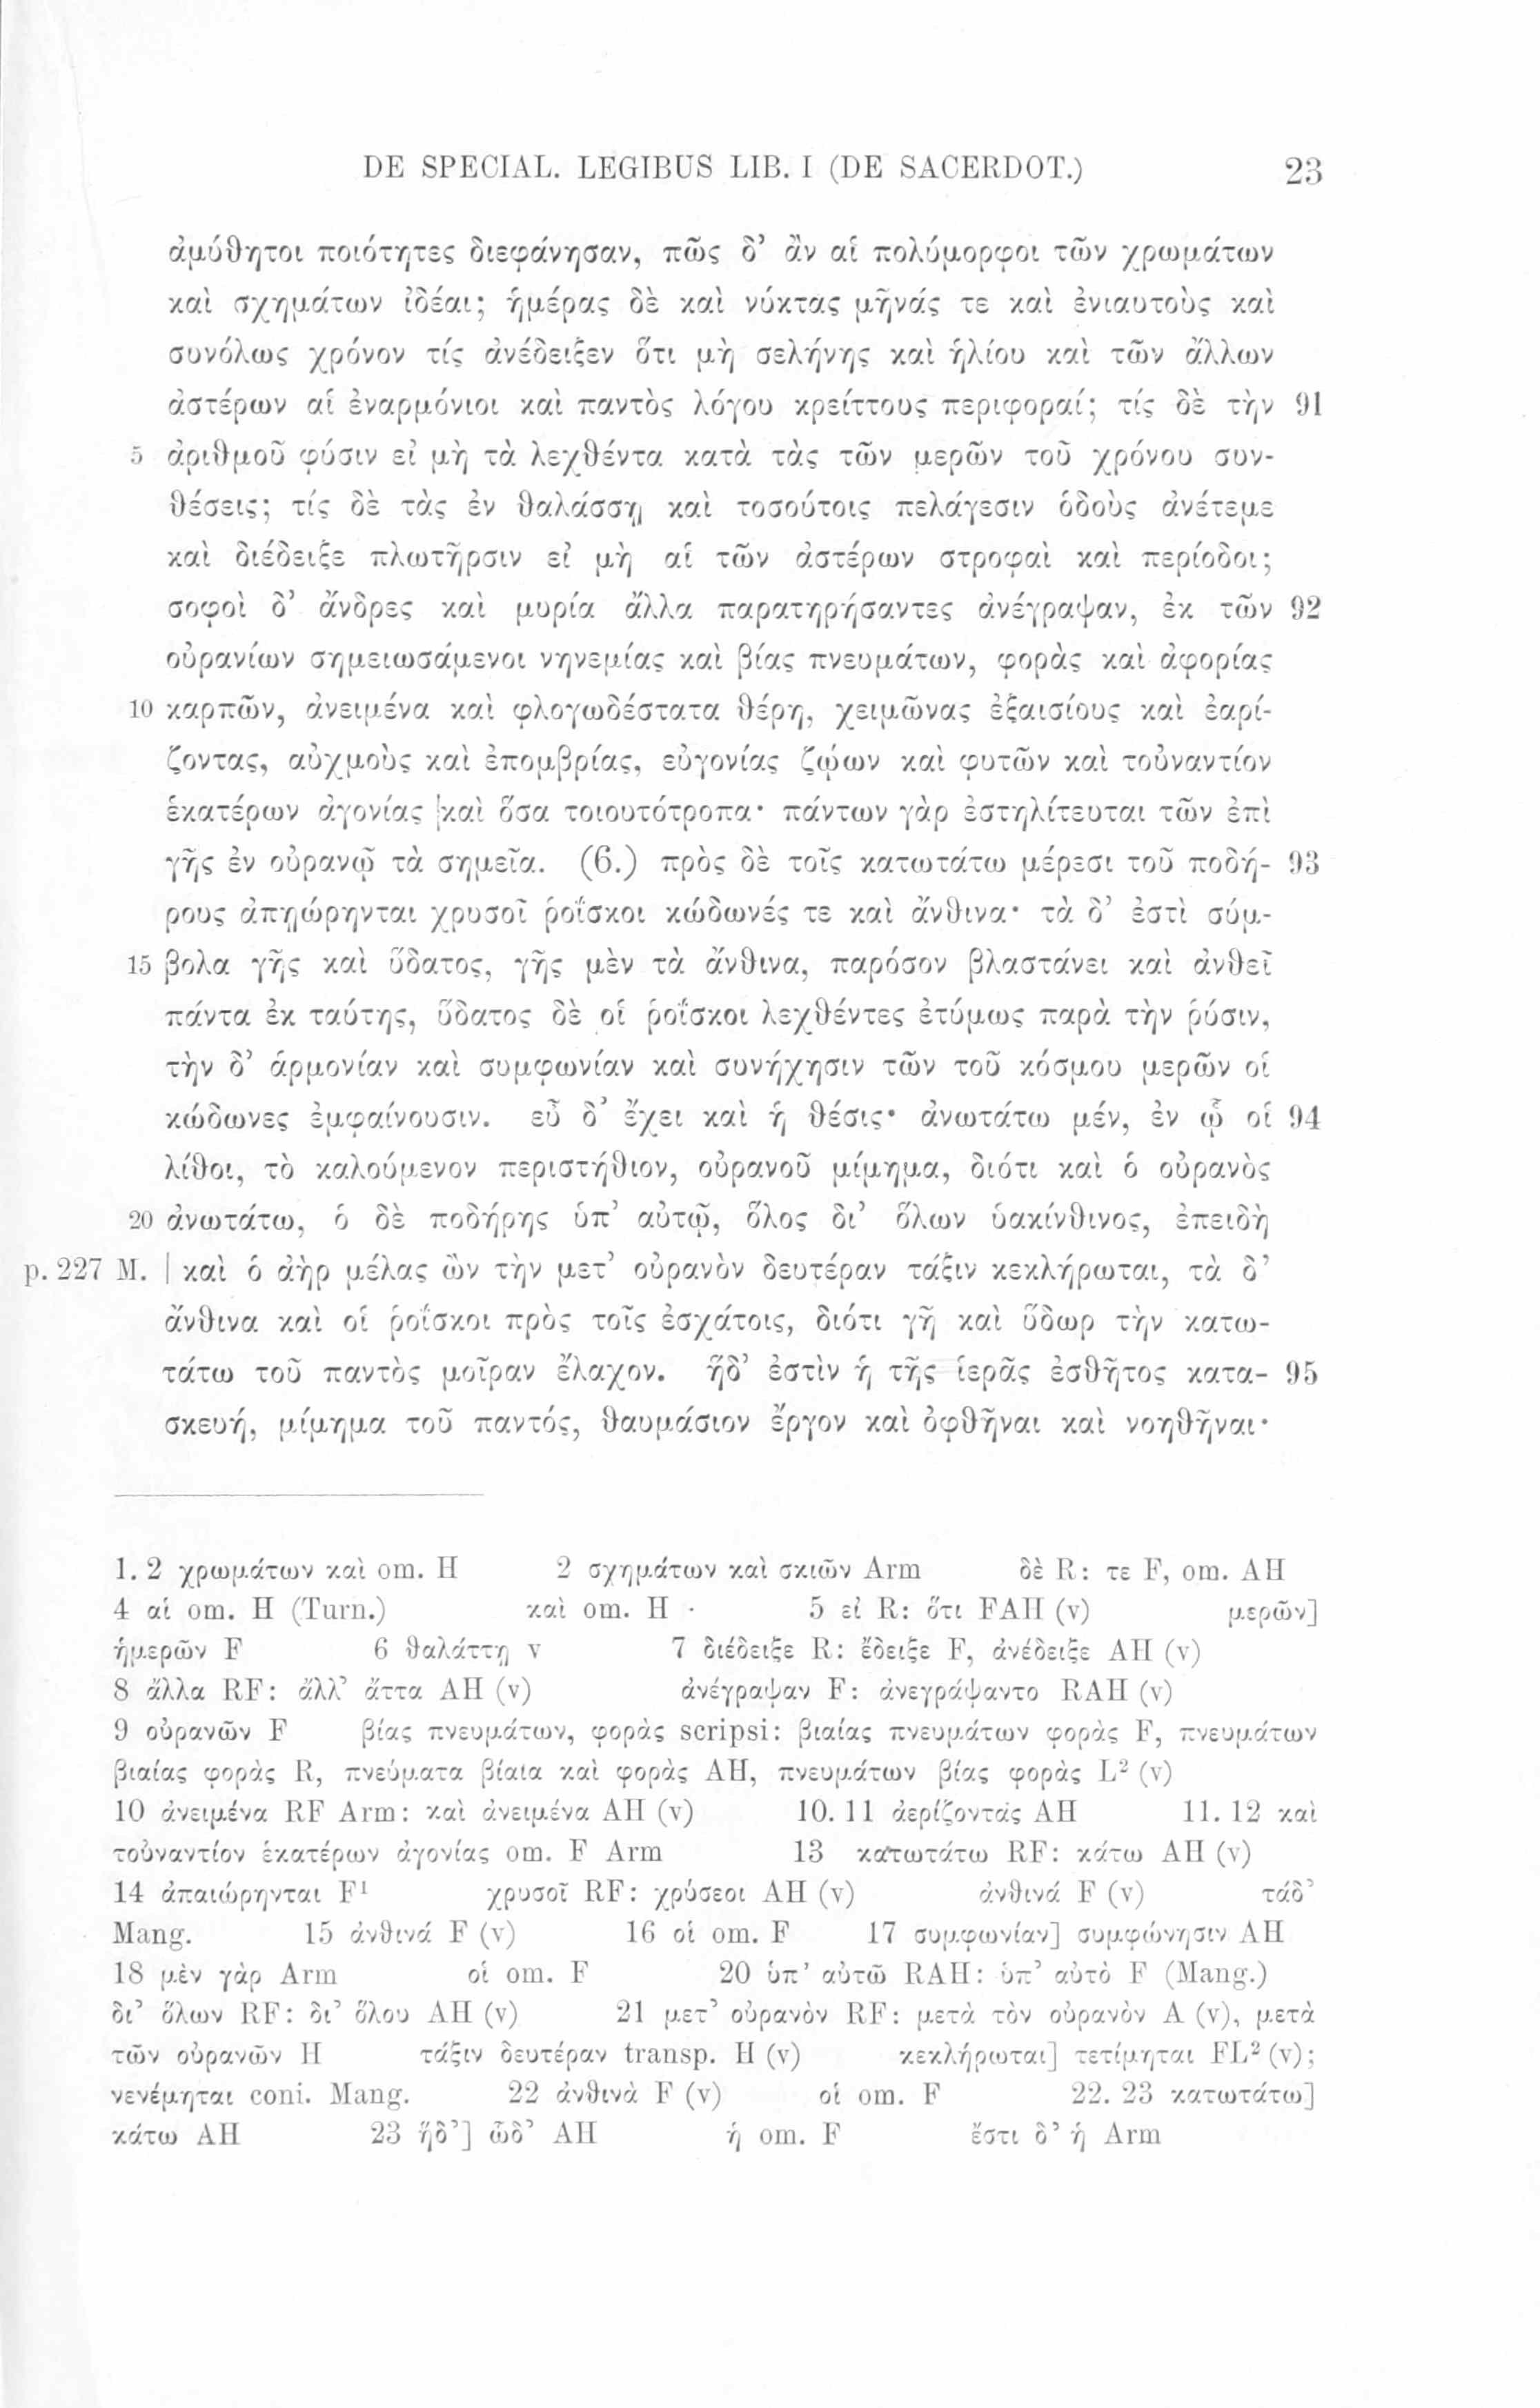 DE SPECIAL. LEGIBUS LIB. I (DE SACERDOT.) 23
ἀμύθητοι ποιότητες διεφάνησαν, πῶς δ’ ἂν αἱ πολύμορφοι τῶν χρωμάτων
καὶ σχημάτων ἰδέαι; ἡμέρας δὲ καὶ νύκτας μῆνάς τε καὶ ἐνιαυτοὺς καὶ
συνόλως χρόνον τίς ἀνέδειξεν ὅτι μὴ σελήνης καὶ ἡλίου καὶ τῶν ἄλλων
ἀστέρων αἱ ἐναρμόνιοι καὶ παντὸς λόγου κρείττους περιφοραί; τίς δὲ τὴν 91
5 ἀριθμοῦ φύσιν εἰ μὴ τὰ λεχθέντα κατὰ τὰς τῶν μερῶν τοῦ χρόνου συν-
θέσεις; τίς δὲ τὰς ἐν θαλάσσῃ καὶ τοσούτοις πελάγεσιν ὁδοὺς ἀνέτεμε
καὶ διέδειξε πλωτῆρσιν εἰ μὴ αἱ τῶν ἀστέρων στροφαὶ καὶ περίοδοι;
σοφοὶ δ’ ἄνδρες καὶ μυρία ἄλλα παρατηρήσαντες ἀνέγραψαν, ἐκ τῶν 92
οὐρανίων σημειωσάμενοι νηνεμίας καὶ βίας πνευμάτων, φορὰς καὶ ἀφορίας
10 καρπῶν, ἀνειμένα καὶ φλογωδέστατα θέρη, χειμῶνας ἐξαισίους καὶ ἐαρί-
ζοντας, αὐχμοὺς καὶ ἐπομβρίας, εὐγονίας ζῴων καὶ φυτῶν καὶ τοὐναντίον
ἑκατέρων ἀγονίας |καὶ ὅσα τοιουτότροπα· πάντων γὰρ ἐστηλίτευται τῶν ἐπὶ
γῆς ἐν οὐρανῷ τὰ σημεῖα. (6.) πρὸς δὲ τοῖς κατωτάτω μέρεσι τοῦ ποδή- 93
ρους ἀπῃώρηνται χρυσοῖ ῥοΐσκοι κώδωνές τε καὶ ἄνθινα· τὰ δ’ ἐστὶ σύμ-
15 βολα γῆς καὶ ὕδατος, γῆς μὲν τὰ ἄνθινα, παρόσον βλαστάνει καὶ ἀνθεῖ
πάντα ἐκ ταύτης, ὕδατος δὲ οἱ ῥοΐσκοι λεχθέντες ἐτύμως παρὰ τὴν ῥύσιν,
τὴν δ’ ἁρμονίαν καὶ συμφωνίαν καὶ συνήχησιν τῶν τοῦ κόσμου μερῶν οἱ
κώδωνες ἐμφαίνουσιν. εὖ δ’ ἔχει καὶ ἡ θέσις· ἀνωτάτω μέν, ἐν ᾧ οἱ 94
λίθοι, τὸ καλούμενον περιστήθιον, οὐρανοῦ μίμημα, διότι καὶ ὁ οὐρανὸς
20 ἀνωτάτω, ὁ δὲ ποδήρης ὑπ’ αὐτῷ, ὅλος δι’ ὅλων ὑακίνθινος, ἐπειδὴ
p. 227 M. | καὶ ὁ ἀὴρ μέλας ὢν τὴν μετ’ οὐρανὸν δευτέραν τάξιν κεκλήρωται, τὰ δ’
ἄνθινα καὶ οἱ ῥοΐσκοι πρὸς τοῖς ἐσχάτοις, διότι γῆ καὶ ὕδωρ τὴν κατω-
τάτω τοῦ παντὸς μοῖραν ἔλαχον. ἥδ’ ἐστὶν ἡ τῆς ἱερᾶς ἐσθῆτος κατα- 95
σκευή, μίμημα τοῦ παντός, θαυμάσιον ἔργον καὶ ὀφθῆναι καὶ νοηθῆναι·
1. 2 χρωμάτων καὶ om. H 2 σχημάτων καὶ σκιῶν Arm δὲ R: τε F, om. AH
4 αἱ om. H (Turn.) καὶ om. H 5 εἰ R: ὅτι FAH (v) μερῶν]
ἡμερῶν F 6 θαλάττῃ v 7 διέδειξε R: ἔδειξε F, ἀνέδειξε AH (v)
8 ἄλλα RF: ἄλλ’ ἄττα AH (v) ἀνέγραψαν F: ἀνεγράψαντο RAH (v)
9 οὐρανῶν F βίας πνευμάτων, φορὰς scripsi: βιαίας πνευμάτων φορὰς F, πνευμάτων
βιαίας φορὰς R, πνεύματα βίαια καὶ φορὰς AH, πνευμάτων βίας φορὰς L² (v)
10 ἀνειμένα RF Arm: καὶ ἀνειμένα AH (v) 10. 11 ἀερίζοντάς AH 11. 12 καὶ
τοὐναντίον ἑκατέρων ἀγονίας om. F Arm 13 κατωτάτω RF: κάτω AH (v)
14 ἀπαιώρηνται F¹ χρυσοῖ RF: χρύσεοι AH (v) ἀνθινά F (v) τάδ’
Mang. 15 ἀνθινά F (v) 16 οἱ om. F 17 συμφωνίαν] συμφώνησιν AH
18 μὲν γὰρ Arm οἱ om. F 20 ὑπ’ αὐτῶ RAH: ὑπ’ αὐτὸ F (Mang.)
δι’ ὅλων RF: δι’ ὅλου AH (v) 21 μετ’ οὐρανὸν RF: μετὰ τὸν οὐρανὸν A (v), μετὰ
τῶν οὐρανῶν H τάξιν δευτέραν transp. H (v) κεκλήρωται] τετίμηται FL² (v);
νενέμηται coni. Mang. 22 ἀνθινὰ F (v) οἱ om. F 22. 23 κατωτάτω]
κάτω AH 23 ἥδ’] ὧδ’ AH ἡ om. F ἔστι δ’ ἡ Arm